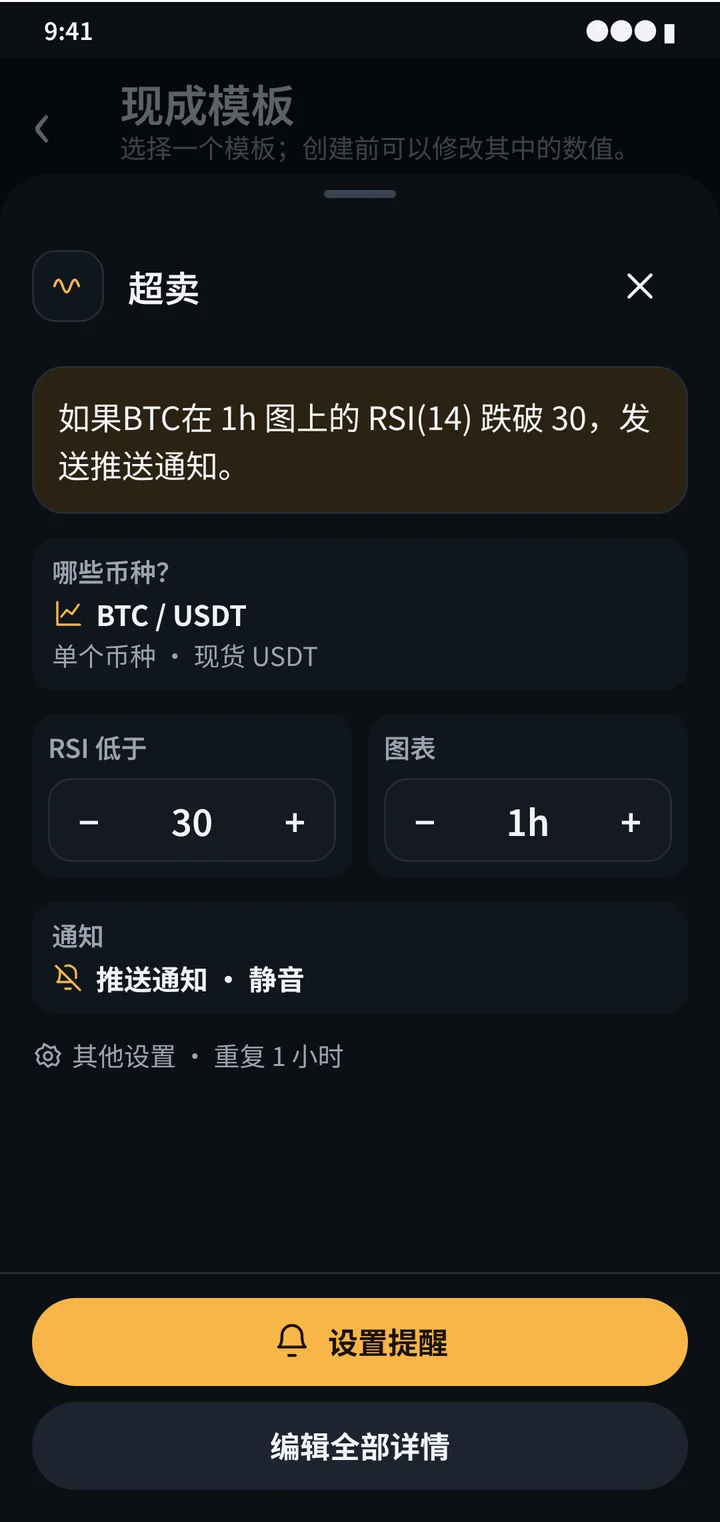 9:41
现成模板
选择一个模板；创建前可以修改其中的数值。
超卖
如果BTC在 1h 图上的 RSI(14) 跌破 30，发
送推送通知。
哪些币种？
BTC / USDT
单个币种 · 现货 USDT
RSI 低于
图表
− 30 +
− 1h +
通知
推送通知 · 静音
其他设置 · 重复 1 小时
设置提醒
编辑全部详情